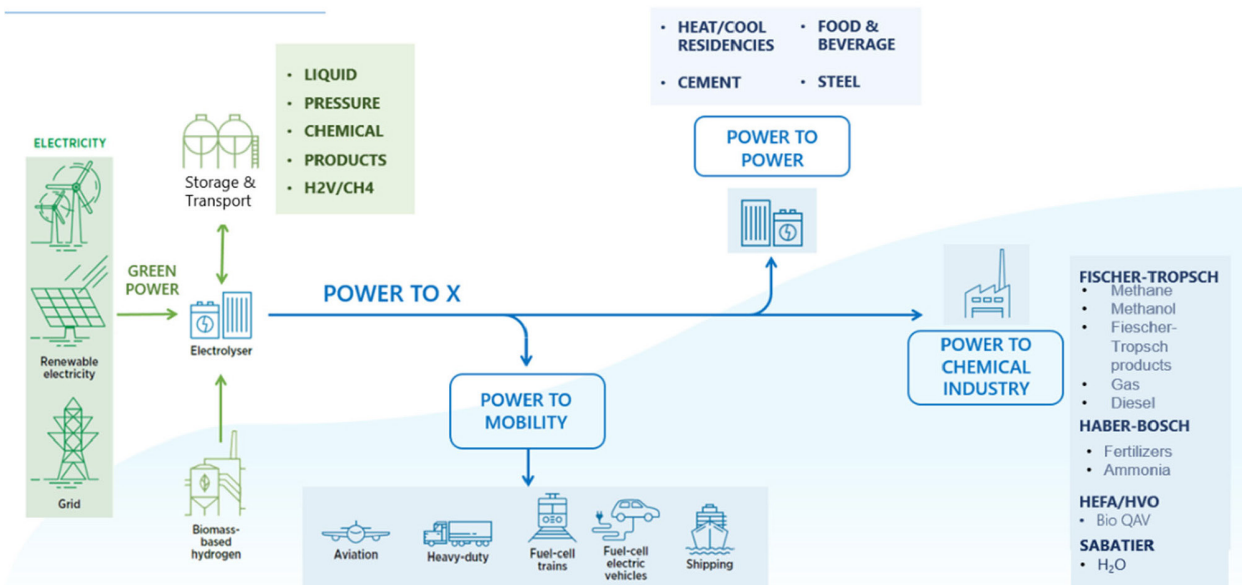 ELECTRICITY
Renewable
electricity
Grid
GREEN
POWER
Storage &
Transport
• LIQUID
• PRESSURE
• CHEMICAL
• PRODUCTS
• H2V/CH4
Electrolyser
Biomass-
based
hydrogen
POWER TO X
POWER TO
MOBILITY
Aviation
Heavy-duty
Fuel-cell
trains
Fuel-cell
electric
vehicles
Shipping
• HEAT/COOL
RESIDENCIES
• CEMENT
• FOOD &
BEVERAGE
• STEEL
POWER TO
POWER
POWER TO
CHEMICAL
INDUSTRY
FISCHER-TROPSCH
• Methane
• Methanol
• Fiescher-
Tropsch
products
• Gas
• Diesel
HABER-BOSCH
• Fertilizers
• Ammonia
HEFA/HVO
• Bio QAV
SABATIER
• H₂O